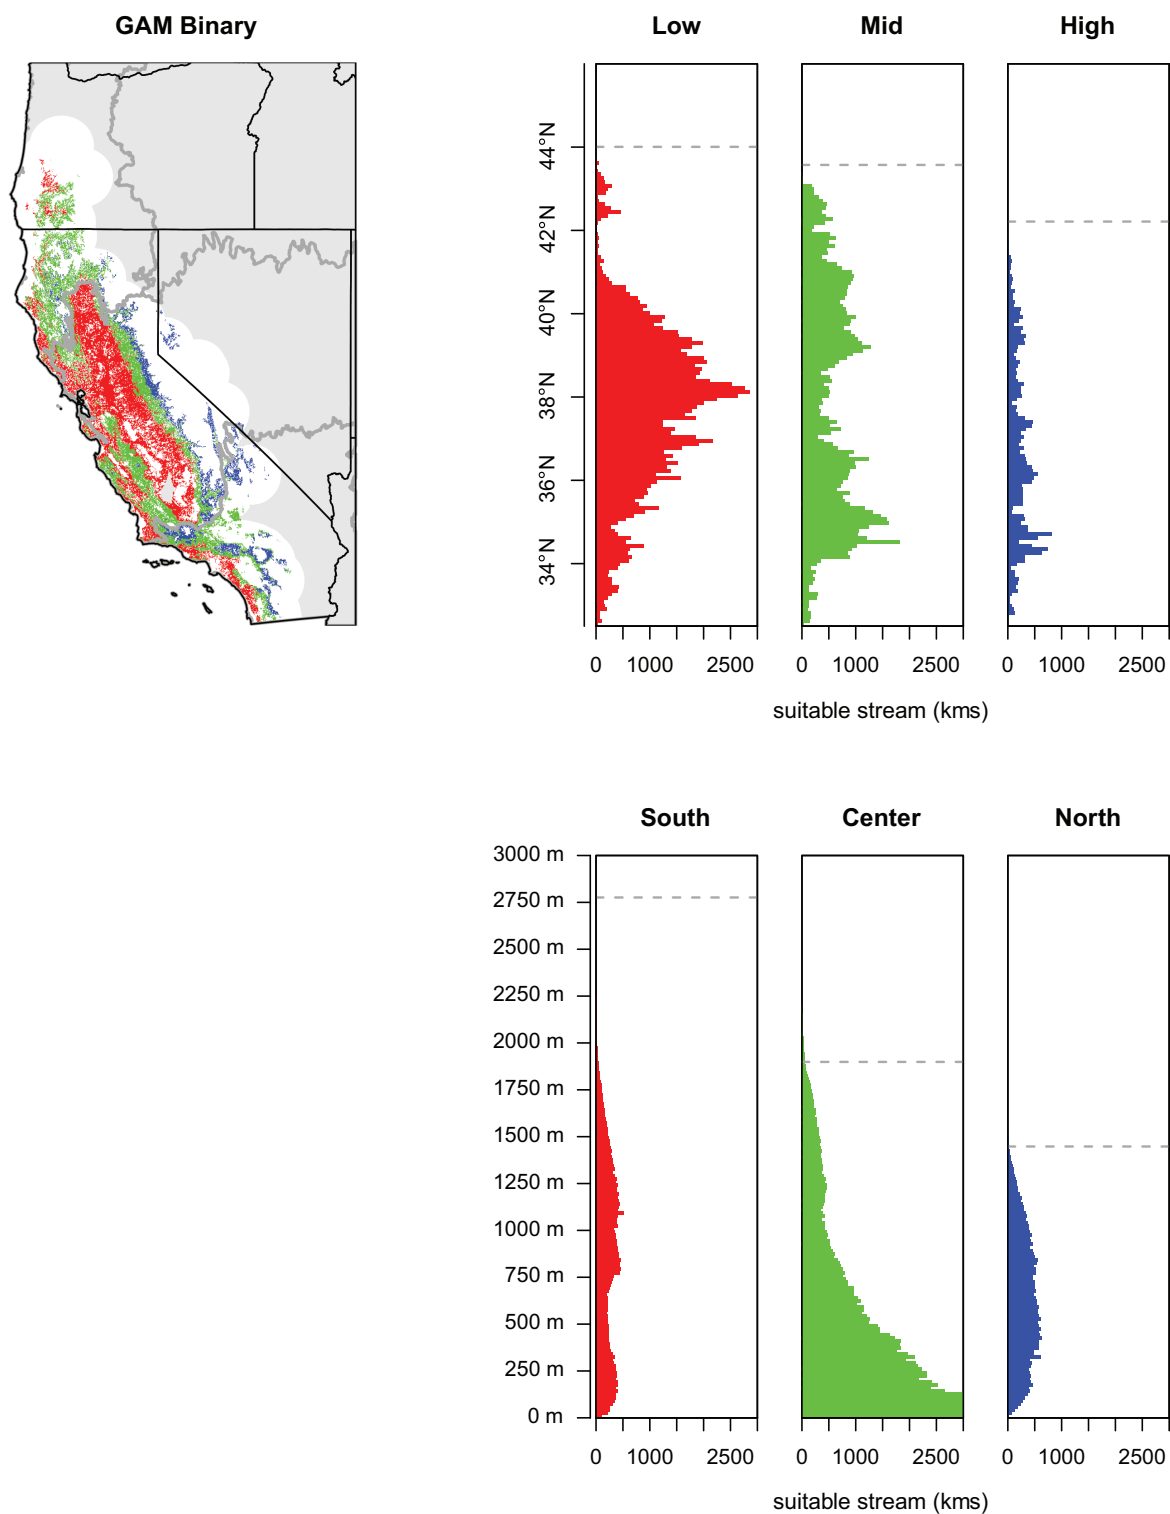 GAM Binary
Low Mid High
44°N
42°N
40°N
38°N
36°N
34°N
0 1000 2500 0 1000 2500 0 1000 2500
suitable stream (kms)
South Center North
3000 m
2750 m
2500 m
2250 m
2000 m
1750 m
1500 m
1250 m
1000 m
750 m
500 m
250 m
0 m
0 1000 2500 0 1000 2500 0 1000 2500
suitable stream (kms)